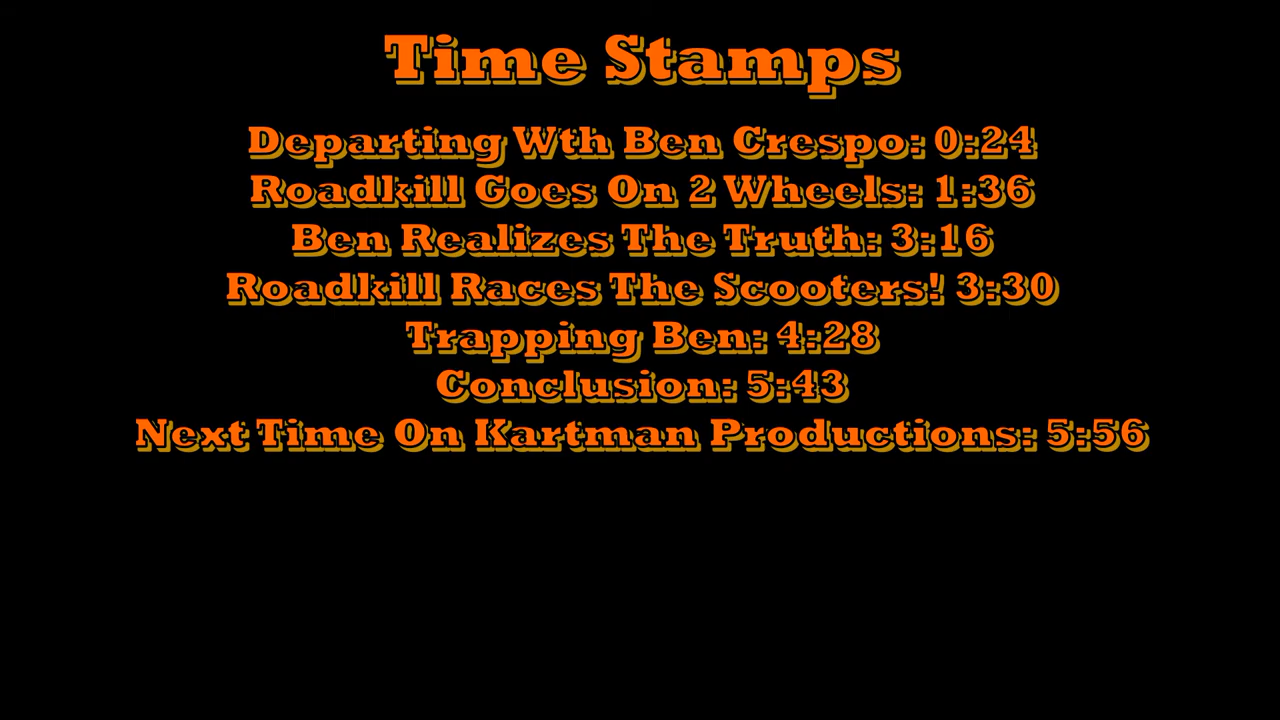 Time Stamps
Departing Wth Ben Crespo: 0:24
Roadkill Goes On 2 Wheels: 1:36
Ben Realizes The Truth: 3:16
Roadkill Races The Scooters! 3:30
Trapping Ben: 4:28
Conclusion: 5:43
Next Time On Kartman Productions: 5:56